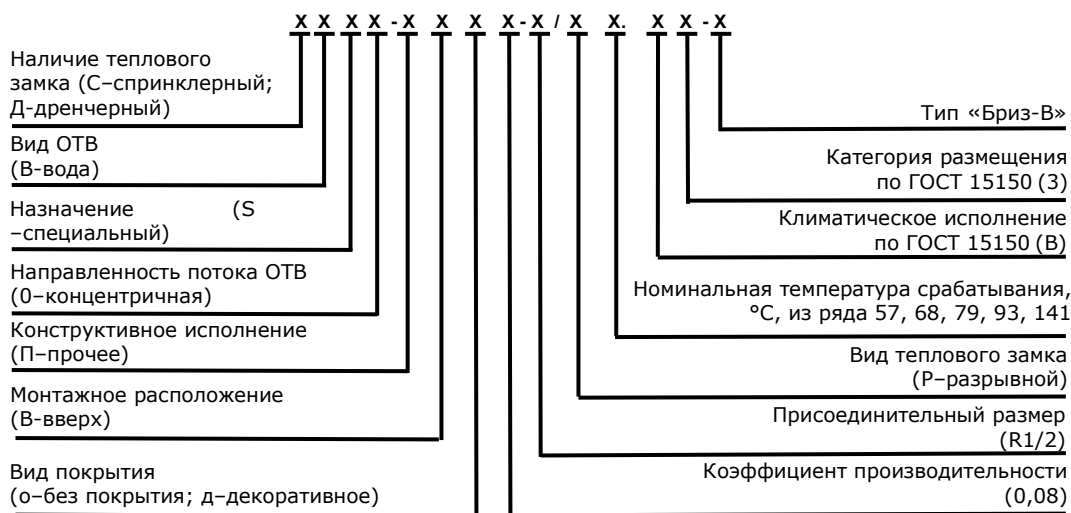 X X X X - X X X X - X / X X. X X - X
Наличие теплового
замка (С–спринклерный;
Д-дренчерный)
Вид ОТВ
(В-вода)
Назначение (S
–специальный)
Направленность потока ОТВ
(0–концентричная)
Конструктивное исполнение
(П–прочее)
Монтажное расположение
(В-вверх)
Вид покрытия
(о–без покрытия; д–декоративное)
Тип «Бриз-В»
Категория размещения
по ГОСТ 15150 (3)
Климатическое исполнение
по ГОСТ 15150 (В)
Номинальная температура срабатывания,
°С, из ряда 57, 68, 79, 93, 141
Вид теплового замка
(Р–разрывной)
Присоединительный размер
(R1/2)
Коэффициент производительности
(0,08)